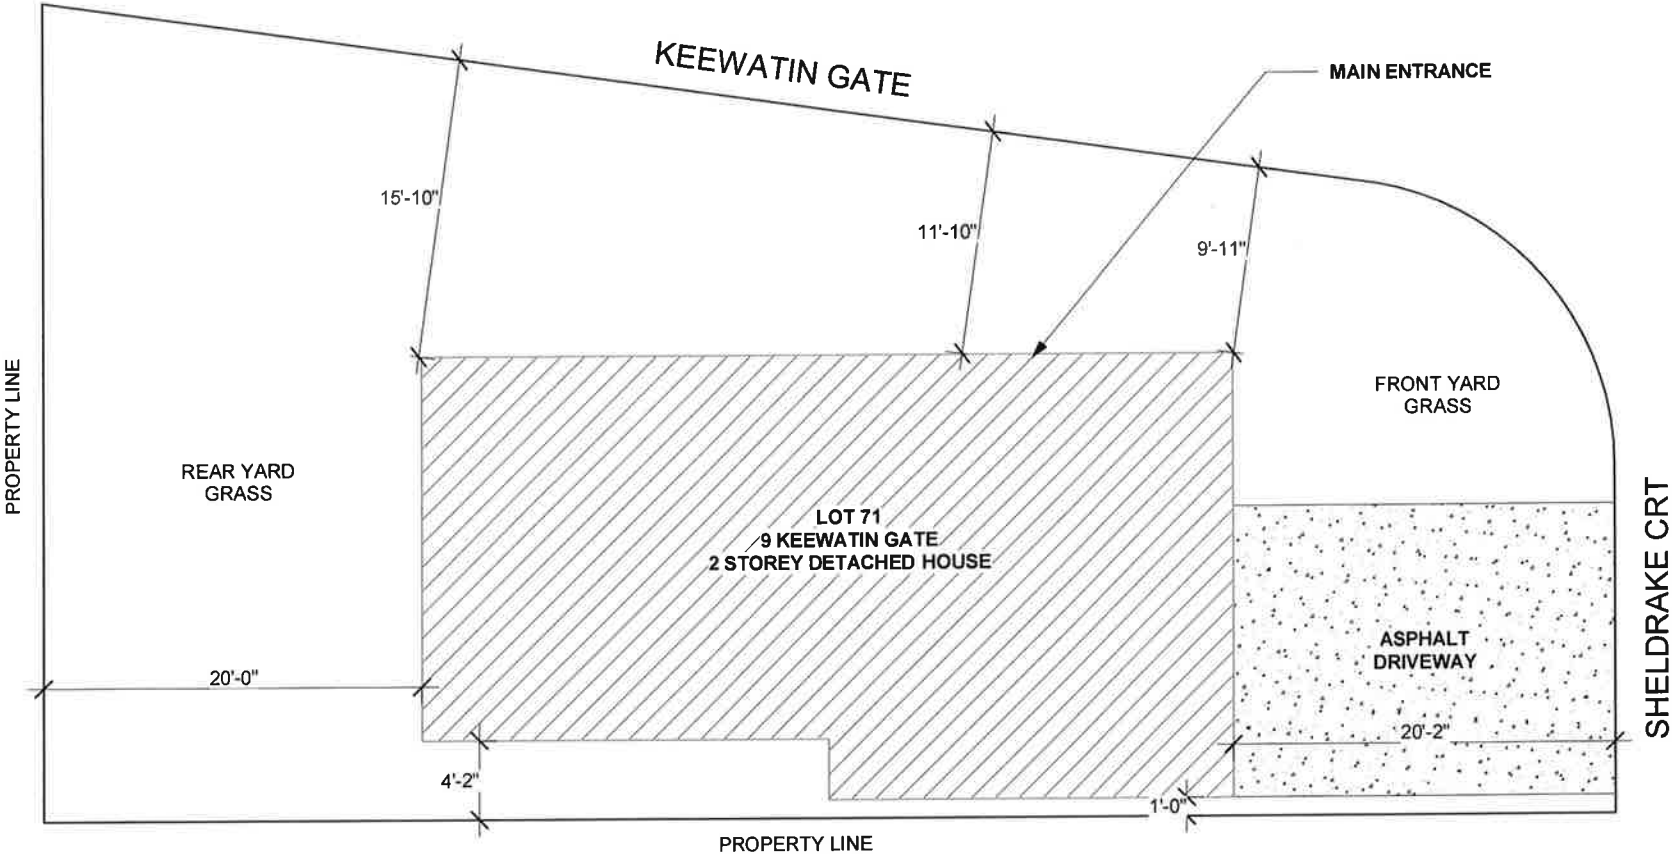 KEEWATIN GATE
MAIN ENTRANCE
15'-10"
11'-10"
9'-11"
PROPERTY LINE
FRONT YARD
GRASS
REAR YARD
GRASS
LOT 71
9 KEEWATIN GATE
2 STOREY DETACHED HOUSE
SHELDRAKE CRT
ASPHALT
DRIVEWAY
20'-0"
20'-2"
4'-2"
1'-0"
PROPERTY LINE